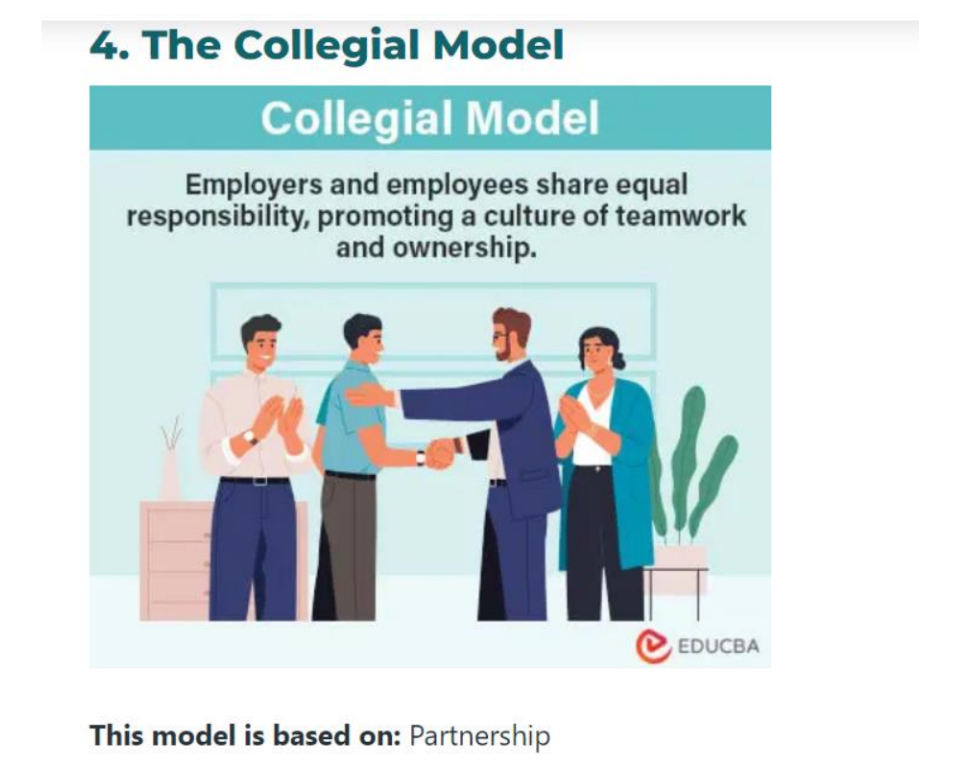 4. The Collegial Model
Collegial Model
Employers and employees share equal
responsibility, promoting a culture of teamwork
and ownership.
EDUCBA
This model is based on: Partnership